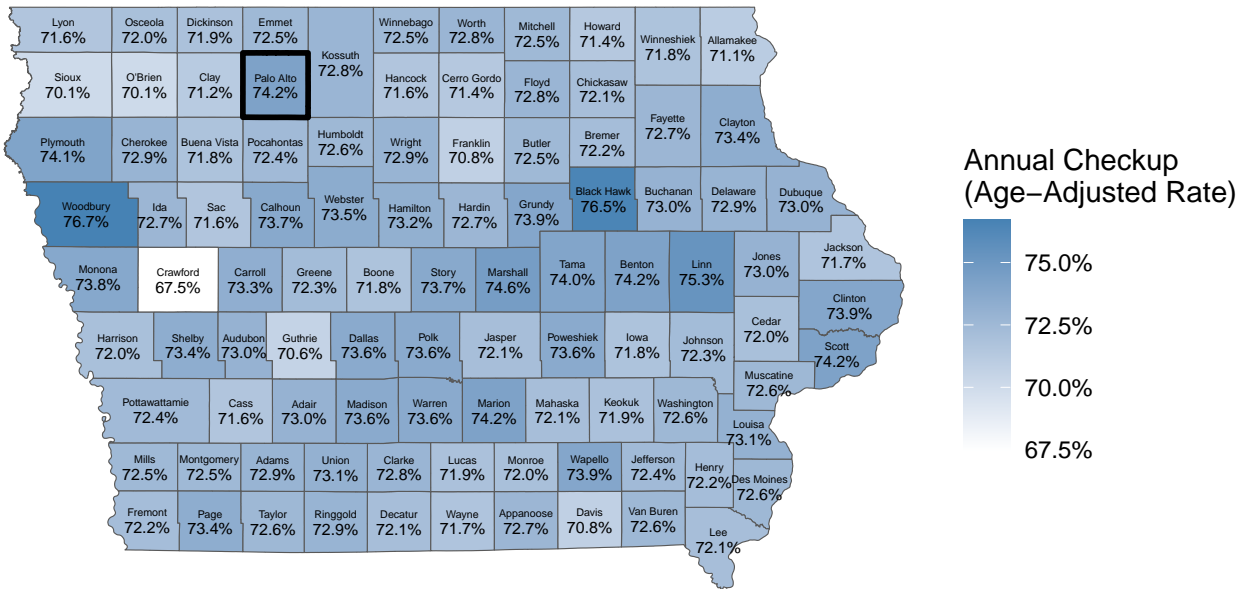 Lyon
71.6%
Osceola
72.0%
Dickinson
71.9%
Emmet
72.5%
Kossuth
72.8%
Winnebago
72.5%
Worth
72.8%
Mitchell
72.5%
Howard
71.4%
Winneshiek
71.8%
Allamakee
71.1%
Sioux
70.1%
O'Brien
70.1%
Clay
71.2%
Palo Alto
74.2%
Hancock
71.6%
Cerro Gordo
71.4%
Floyd
72.8%
Chickasaw
72.1%
Fayette
72.7%
Clayton
73.4%
Plymouth
74.1%
Cherokee
72.9%
Buena Vista
71.8%
Pocahontas
72.4%
Humboldt
72.6%
Wright
72.9%
Franklin
70.8%
Butler
72.5%
Bremer
72.2%
Woodbury
76.7%
Ida
72.7%
Sac
71.6%
Calhoun
73.7%
Webster
73.5%
Hamilton
73.2%
Hardin
72.7%
Grundy
73.9%
Black Hawk
76.5%
Buchanan
73.0%
Delaware
72.9%
Dubuque
73.0%
Monona
73.8%
Crawford
67.5%
Carroll
73.3%
Greene
72.3%
Boone
71.8%
Story
73.7%
Marshall
74.6%
Tama
74.0%
Benton
74.2%
Linn
75.3%
Jones
73.0%
Jackson
71.7%
Clinton
73.9%
Harrison
72.0%
Shelby
73.4%
Audubon
73.0%
Guthrie
70.6%
Dallas
73.6%
Polk
73.6%
Jasper
72.1%
Poweshiek
73.6%
Iowa
71.8%
Johnson
72.3%
Cedar
72.0%
Scott
74.2%
Muscatine
72.6%
Pottawattamie
72.4%
Cass
71.6%
Adair
73.0%
Madison
73.6%
Warren
73.6%
Marion
74.2%
Mahaska
72.1%
Keokuk
71.9%
Washington
72.6%
Louisa
73.1%
Mills
72.5%
Montgomery
72.5%
Adams
72.9%
Union
73.1%
Clarke
72.8%
Lucas
71.9%
Monroe
72.0%
Wapello
73.9%
Jefferson
72.4%
Henry
72.2%
Des Moines
72.6%
Fremont
72.2%
Page
73.4%
Taylor
72.6%
Ringgold
72.9%
Decatur
72.1%
Wayne
71.7%
Appanoose
72.7%
Davis
70.8%
Van Buren
72.6%
Lee
72.1%
Annual Checkup
(Age−Adjusted Rate)
75.0%
72.5%
70.0%
67.5%